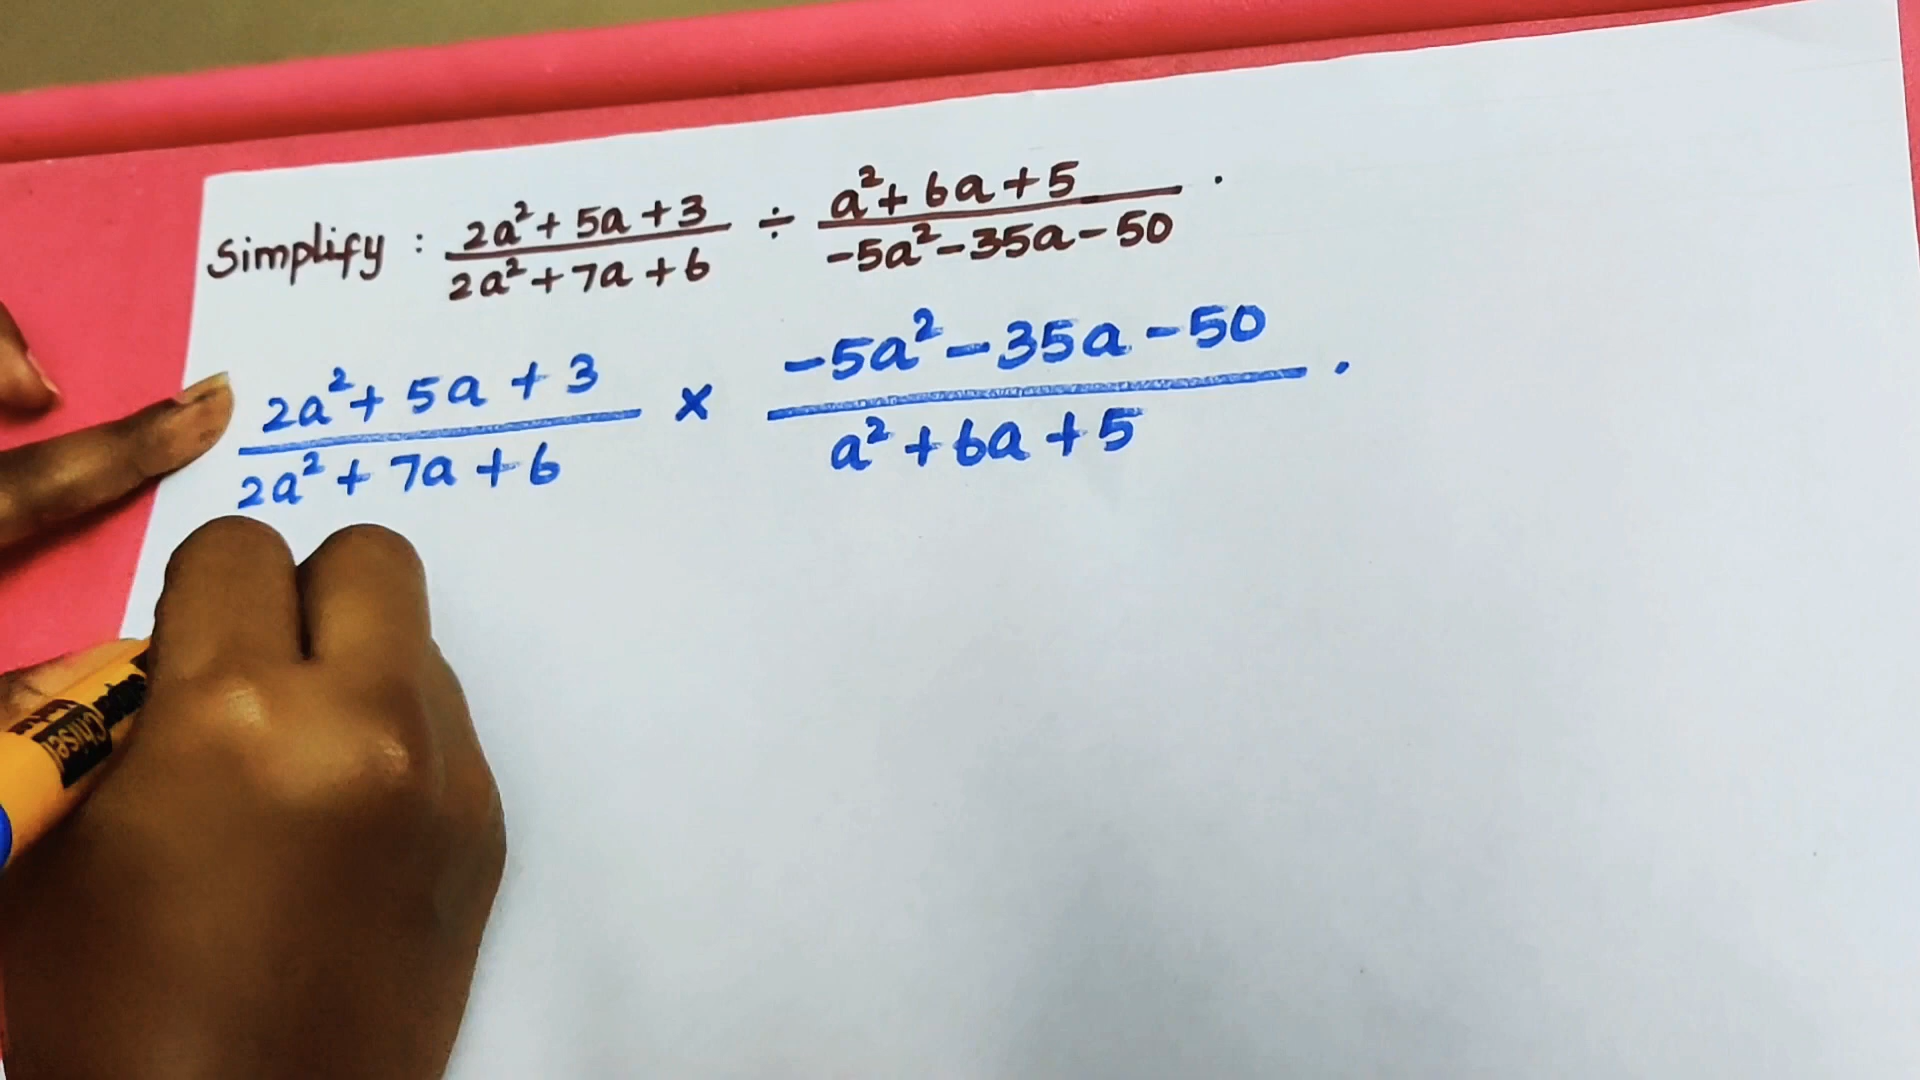 Simplify : (2a² + 5a + 3)/(2a² + 7a + 6) ÷ (a² + 6a + 5)/(-5a² - 35a - 50) .
(2a² + 5a + 3)/(2a² + 7a + 6) × (-5a² - 35a - 50)/(a² + 6a + 5) .
Chisel